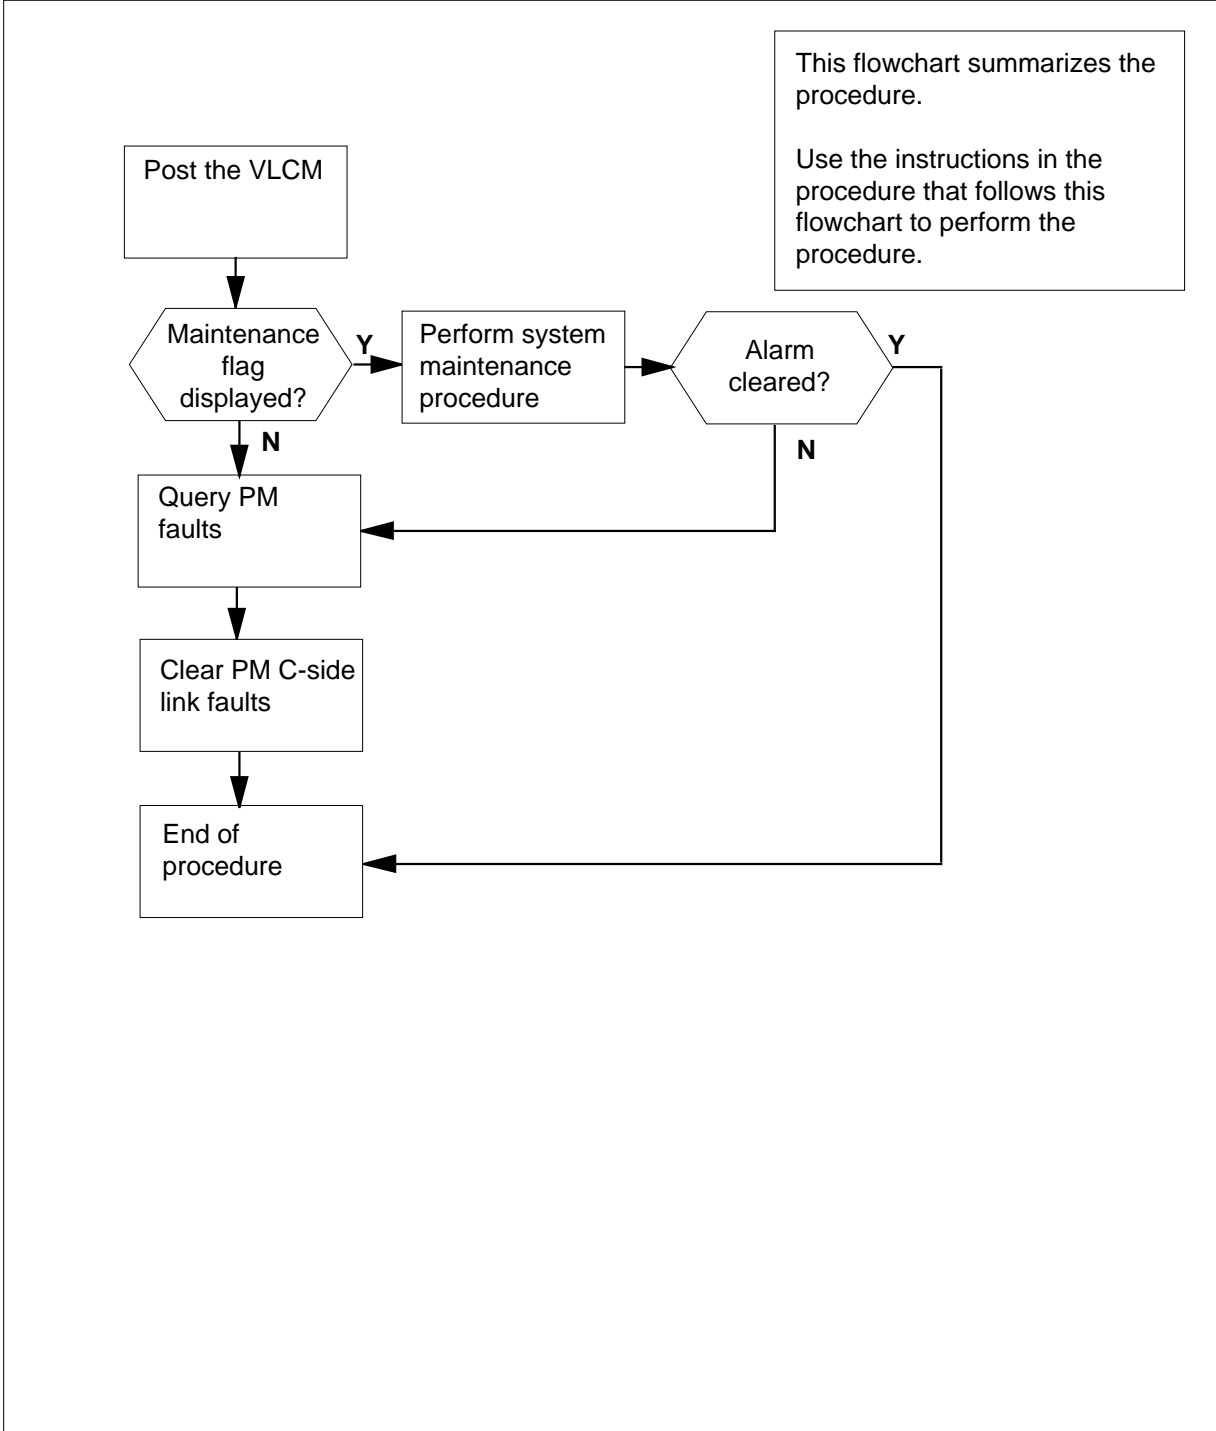 This flowchart summarizes the
procedure.
Use the instructions in the
procedure that follows this
flowchart to perform the
procedure.
Post the VLCM
Maintenance
flag
displayed?
Y
Perform system
maintenance
procedure
Alarm
cleared?
Y
N
N
Query PM
faults
Clear PM C-side
link faults
End of
procedure